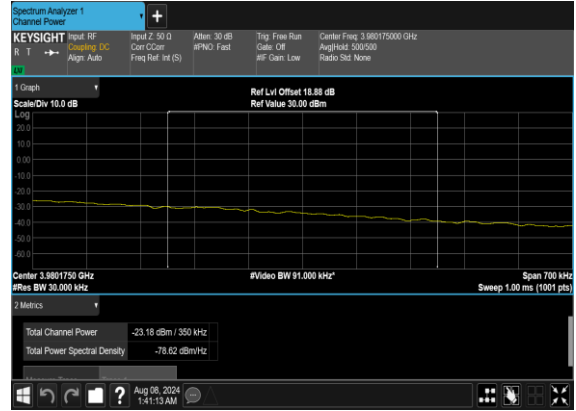 Spectrum Analyzer 1
Channel Power
+
KEYSIGHT
R T
LM
Input: RF
Coupling: DC
Align: Auto
Input Z: 50 Ω
Corr CCorr
Freq Ref: Int (S)
Atten: 30 dB
#PNO: Fast
Trig: Free Run
Gate: Off
#IF Gain: Low
Center Freq: 3.980175000 GHz
Avg|Hold: 500/500
Radio Std: None
1 Graph
Scale/Div 10.0 dB
Ref Lvl Offset 18.88 dB
Ref Value 30.00 dBm
Log
20.0
10.0
0.00
-10.0
-20.0
-30.0
-40.0
-50.0
-60.0
Center 3.9801750 GHz
#Res BW 30.000 kHz
#Video BW 91.000 kHz*
Span 700 kHz
Sweep 1.00 ms (1001 pts)
2 Metrics
Total Channel Power -23.18 dBm / 350 kHz
Total Power Spectral Density -78.62 dBm/Hz
?
Aug 08, 2024
1:41:13 AM